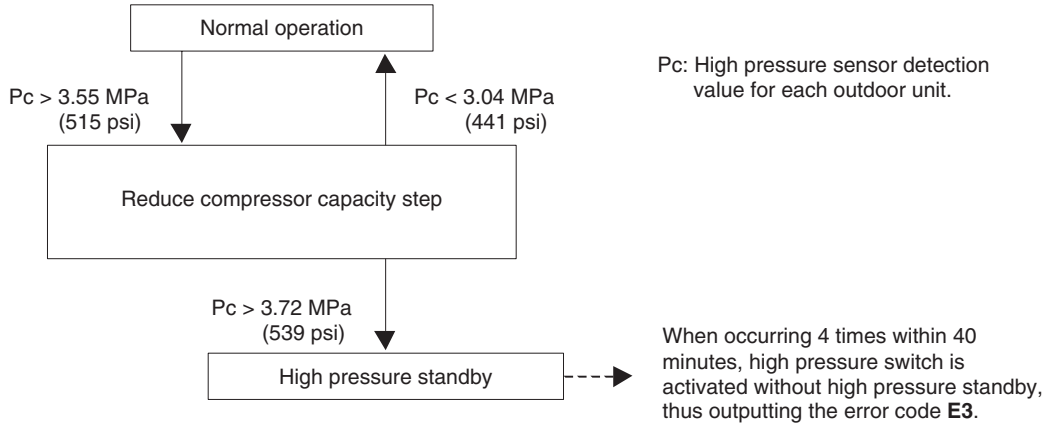 Normal operation
Pc > 3.55 MPa
(515 psi)
Pc < 3.04 MPa
(441 psi)
Pc: High pressure sensor detection
value for each outdoor unit.
Reduce compressor capacity step
Pc > 3.72 MPa
(539 psi)
High pressure standby
When occurring 4 times within 40
minutes, high pressure switch is
activated without high pressure standby,
thus outputting the error code E3.